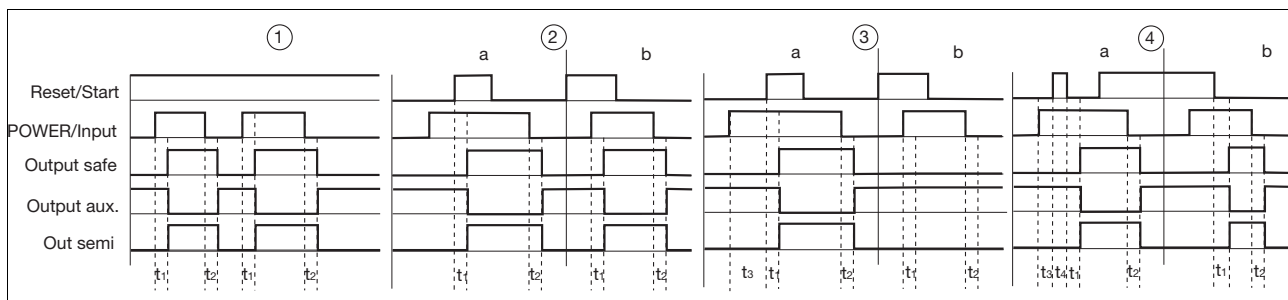 ① ② ③ ④
a b a b a b
Reset/Start
POWER/Input
Output safe
Output aux.
Out semi
t1 t2 t1 t2 t1 t2 t1 t2 t3 t1 t2 t1 t2 t3 t4 t1 t2 t1 t2